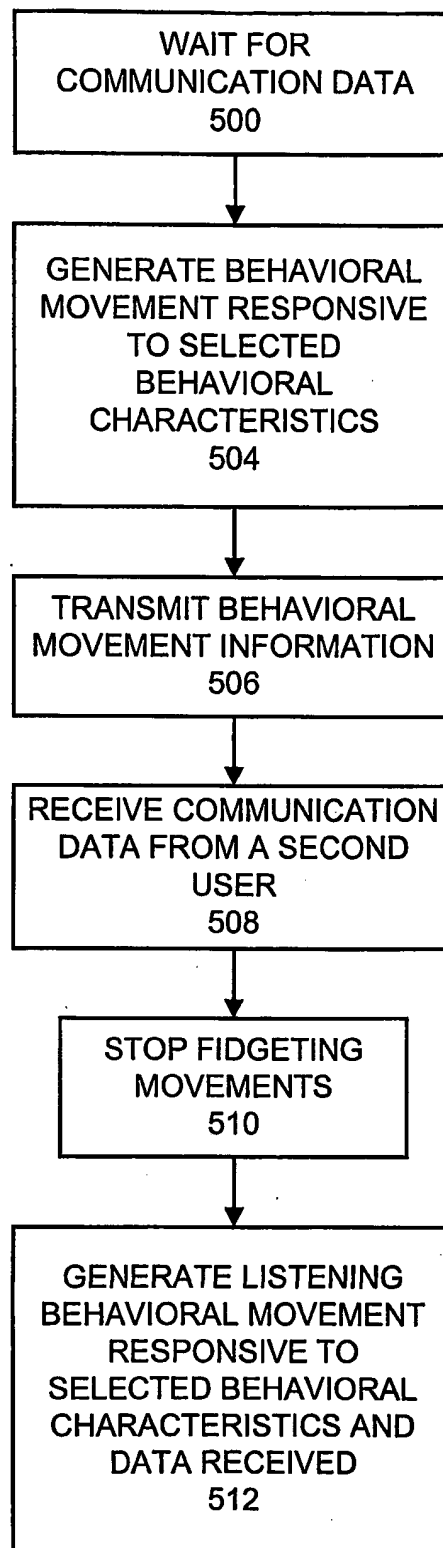 WAIT FOR
COMMUNICATION DATA
500
GENERATE BEHAVIORAL
MOVEMENT RESPONSIVE
TO SELECTED
BEHAVIORAL
CHARACTERISTICS
504
TRANSMIT BEHAVIORAL
MOVEMENT INFORMATION
506
RECEIVE COMMUNICATION
DATA FROM A SECOND
USER
508
STOP FIDGETING
MOVEMENTS
510
GENERATE LISTENING
BEHAVIORAL MOVEMENT
RESPONSIVE TO
SELECTED BEHAVIORAL
CHARACTERISTICS AND
DATA RECEIVED
512